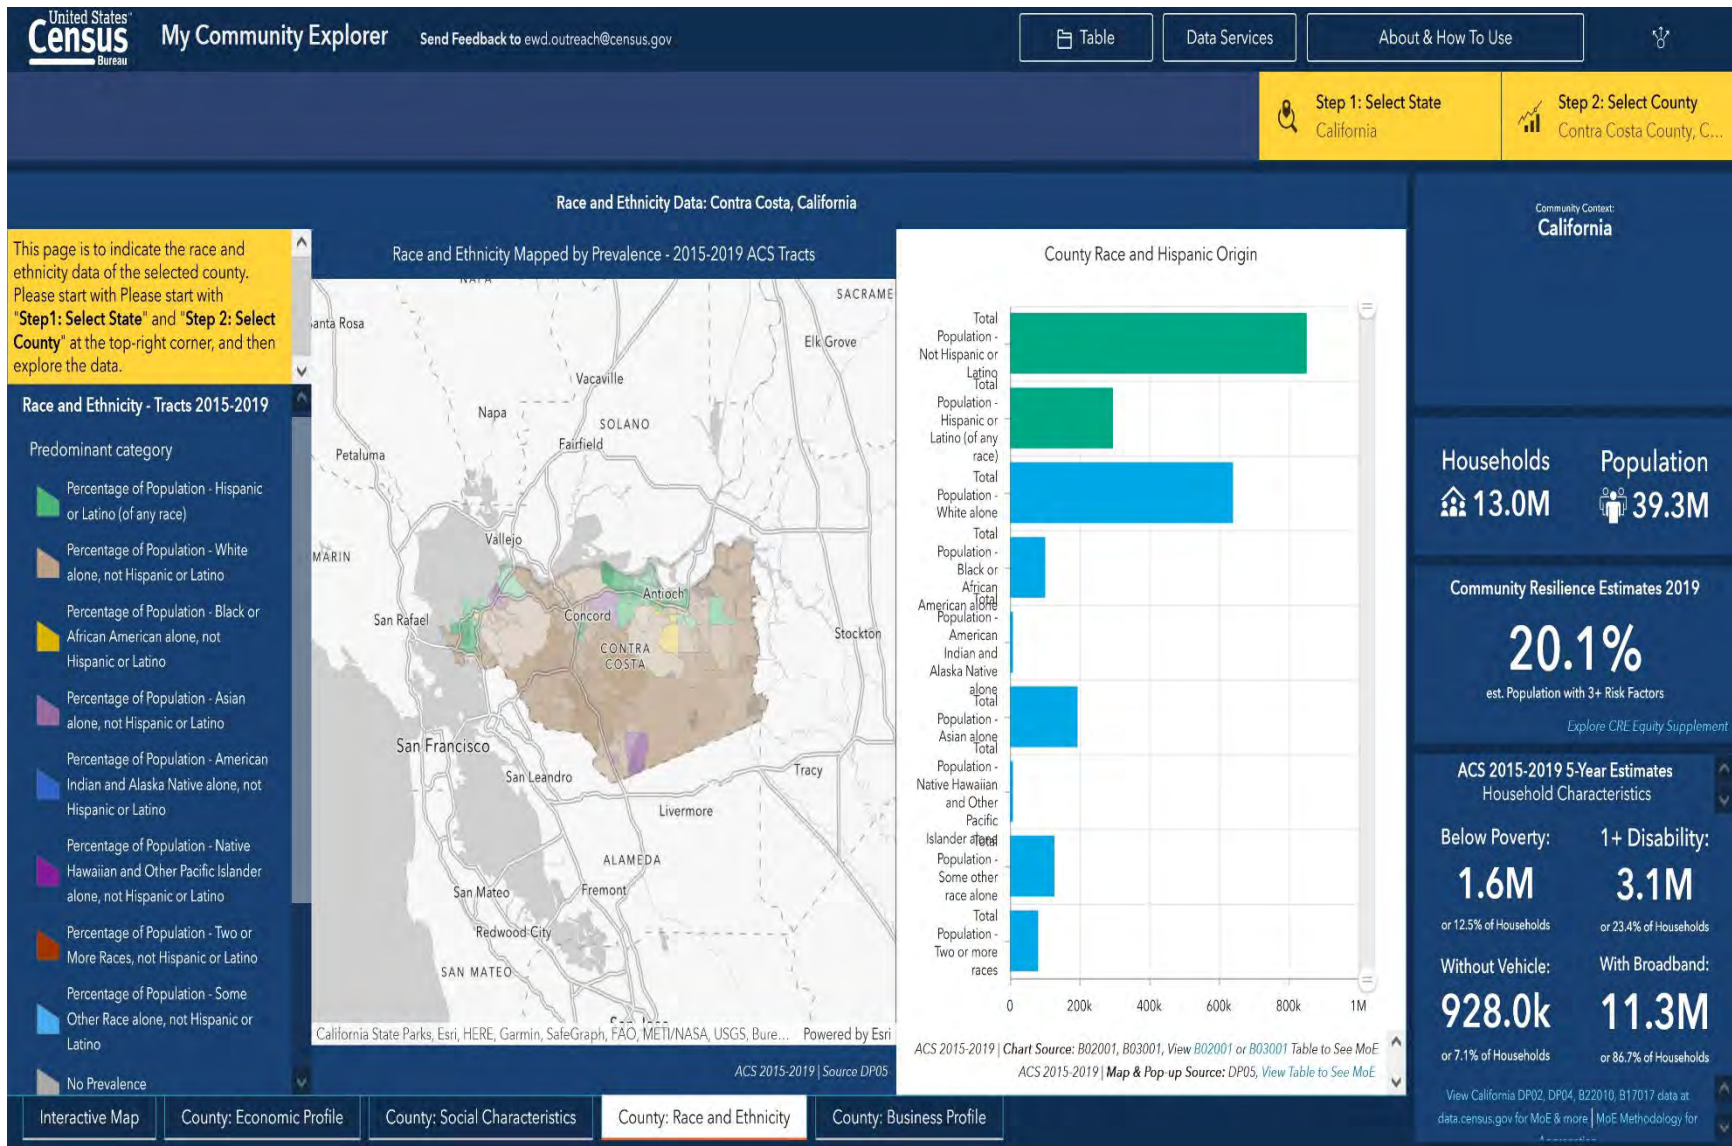 United States™
Census
Bureau
My Community Explorer
Send Feedback to ewd.outreach@census.gov
Table
Data Services
About & How To Use
Step 1: Select State
California
Step 2: Select County
Contra Costa County, C...
Race and Ethnicity Data: Contra Costa, California
This page is to indicate the race and
ethnicity data of the selected county.
Please start with Please start with
"Step1: Select State" and "Step 2: Select
County" at the top-right corner, and then
explore the data.
Race and Ethnicity - Tracts 2015-2019
Predominant category
Percentage of Population - Hispanic
or Latino (of any race)
Percentage of Population - White
alone, not Hispanic or Latino
Percentage of Population - Black or
African American alone, not
Hispanic or Latino
Percentage of Population - Asian
alone, not Hispanic or Latino
Percentage of Population - American
Indian and Alaska Native alone, not
Hispanic or Latino
Percentage of Population - Native
Hawaiian and Other Pacific Islander
alone, not Hispanic or Latino
Percentage of Population - Two or
More Races, not Hispanic or Latino
Percentage of Population - Some
Other Race alone, not Hispanic or
Latino
No Prevalence
Race and Ethnicity Mapped by Prevalence - 2015-2019 ACS Tracts
NAPA
SACRAME
anta Rosa
Elk Grove
Vacaville
Napa
SOLANO
Fairfield
Petaluma
Vallejo
MARIN
Antioch
San Rafael
Concord
Stockton
CONTRA
COSTA
San Francisco
Tracy
San Leandro
Livermore
ALAMEDA
San Mateo
Fremont
Redwood City
SAN MATEO
San Jose
California State Parks, Esri, HERE, Garmin, SafeGraph, FAO, METI/NASA, USGS, Bure...
Powered by Esri
ACS 2015-2019 | Source DP05
County Race and Hispanic Origin
Total
Population -
Not Hispanic or
Latino
Total
Population -
Hispanic or
Latino (of any
race)
Total
Population -
White alone
Total
Population -
Black or
African
American alone
Total
Population -
American
Indian and
Alaska Native
alone
Total
Population -
Asian alone
Total
Population -
Native Hawaiian
and Other
Pacific
Islander alone
Total
Population -
Some other
race alone
Total
Population -
Two or more
races
0 200k 400k 600k 800k 1M
ACS 2015-2019 | Chart Source: B02001, B03001, View B02001 or B03001 Table to See MoE
ACS 2015-2019 | Map & Pop-up Source: DP05, View Table to See MoE
Community Context:
California
Households
13.0M
Population
39.3M
Community Resilience Estimates 2019
20.1%
est. Population with 3+ Risk Factors
Explore CRE Equity Supplement
ACS 2015-2019 5-Year Estimates
Household Characteristics
Below Poverty:
1.6M
or 12.5% of Households
1+ Disability:
3.1M
or 23.4% of Households
Without Vehicle:
928.0k
or 7.1% of Households
With Broadband:
11.3M
or 86.7% of Households
View California DP02, DP04, B22010, B17017 data at
data.census.gov for MoE & more | MoE Methodology for
Interactive Map
County: Economic Profile
County: Social Characteristics
County: Race and Ethnicity
County: Business Profile